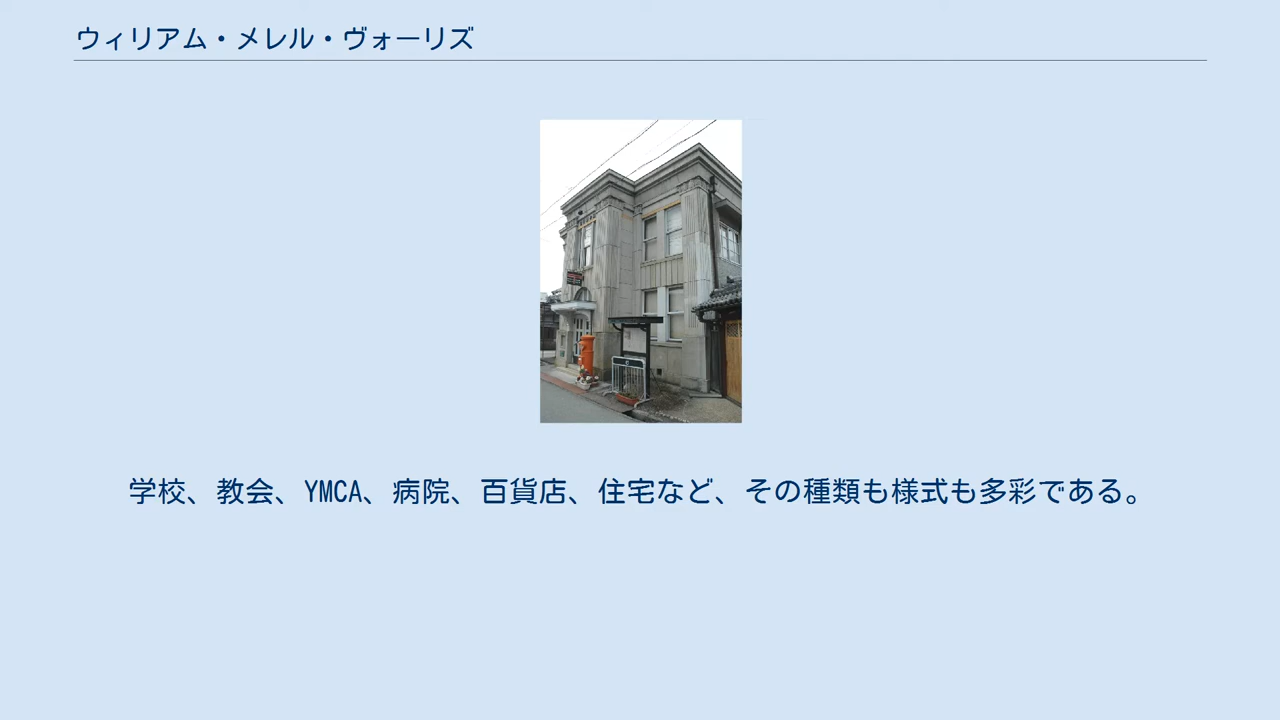 ウィリアム・メレル・ヴォーリズ
学校、教会、YMCA、病院、百貨店、住宅など、その種類も様式も多彩である。